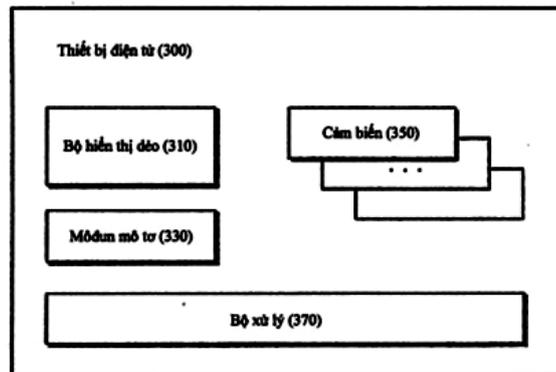 Thiết bị điện tử (300)
Bộ hiển thị dẻo (310)
Cảm biến (350)
...
Môđun mô tơ (330)
Bộ xử lý (370)